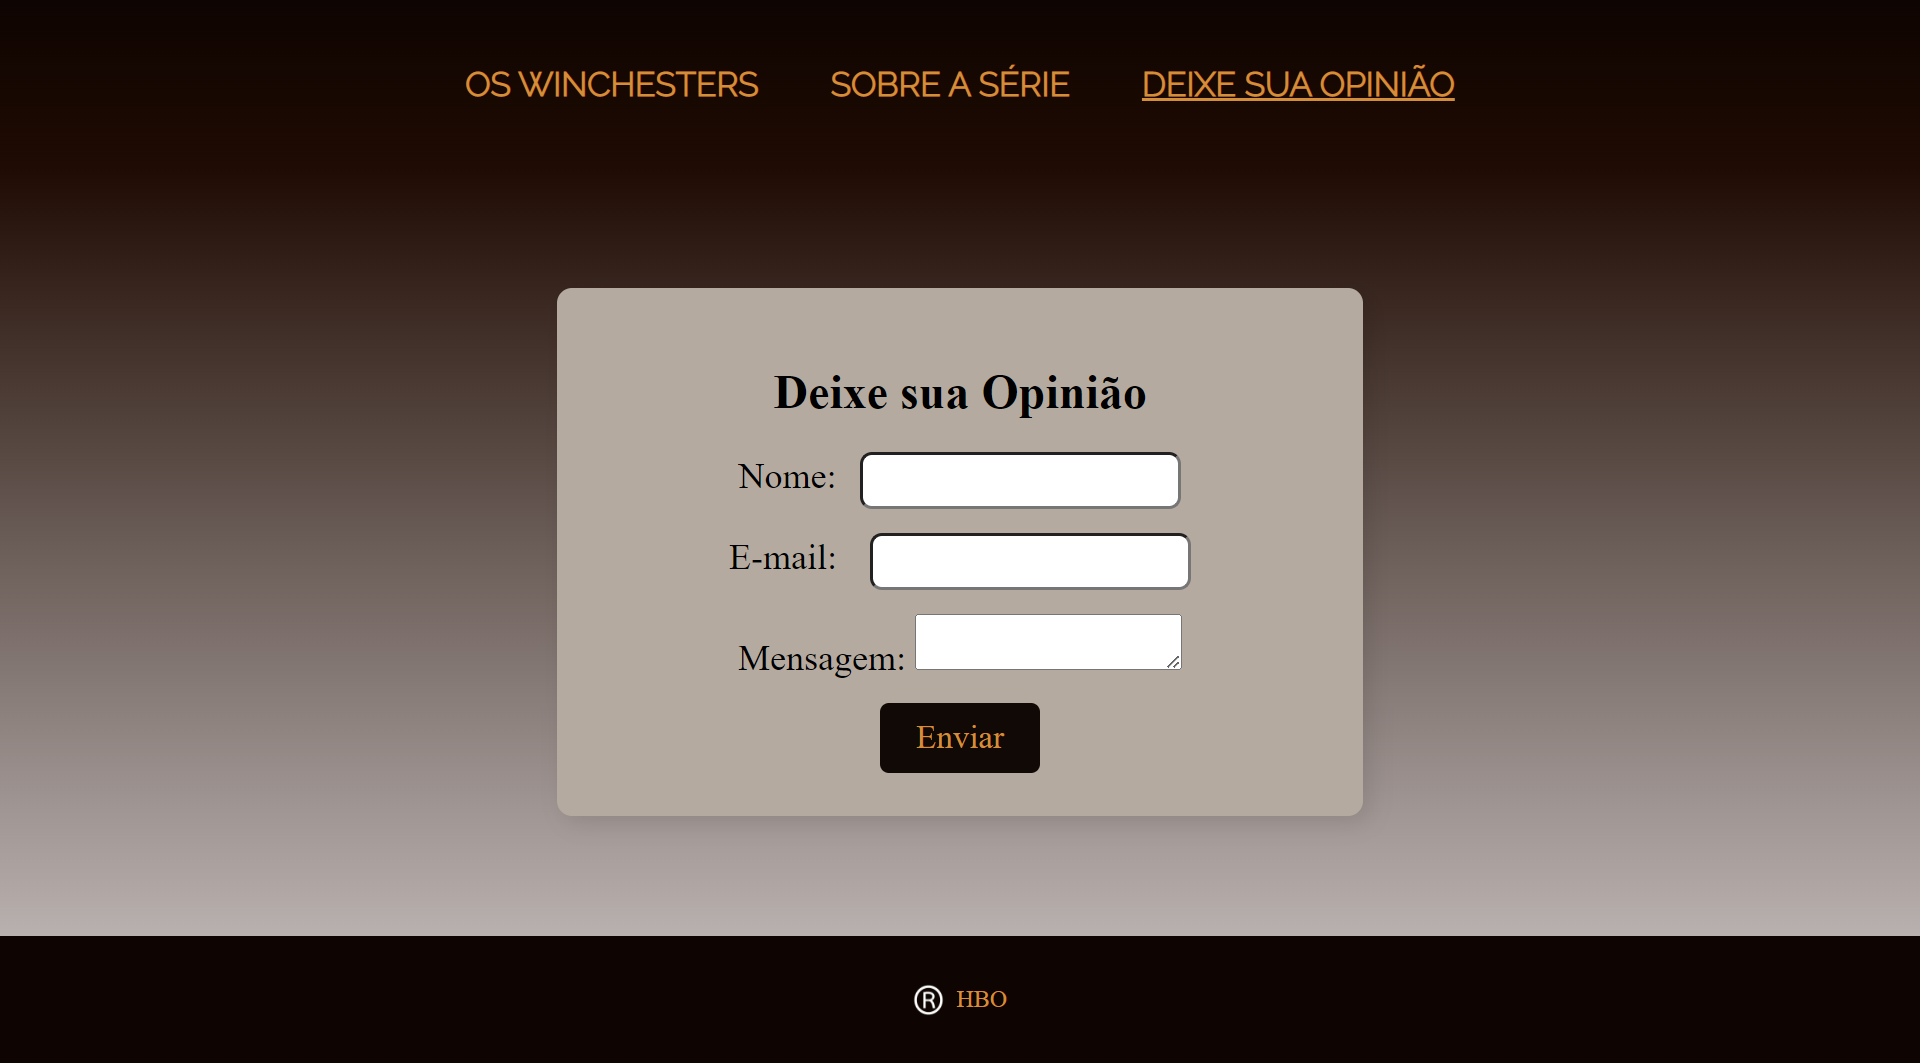 OS WINCHESTERS SOBRE A SÉRIE DEIXE SUA OPINIÃO
Deixe sua Opinião
Nome:
E-mail:
Mensagem:
Enviar
® HBO